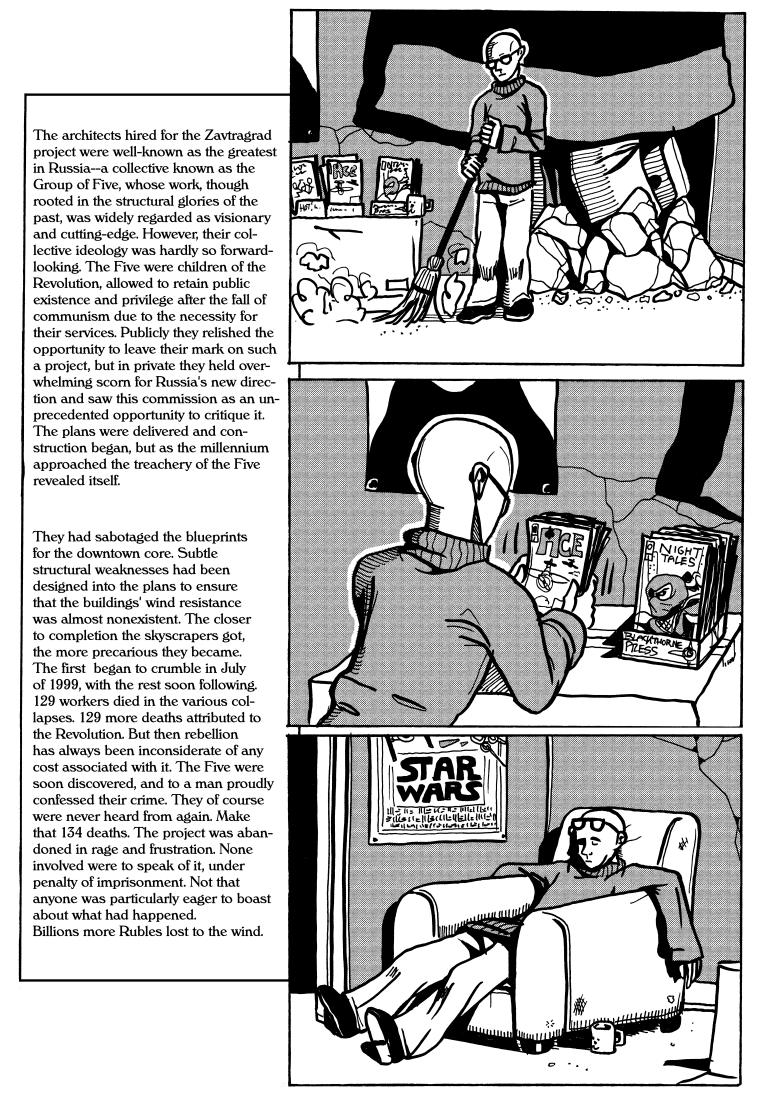 The architects hired for the Zavtragrad
project were well-known as the greatest
in Russia--a collective known as the
Group of Five, whose work, though
rooted in the structural glories of the
past, was widely regarded as visionary
and cutting-edge. However, their col-
lective ideology was hardly so forward-
looking. The Five were children of the
Revolution, allowed to retain public
existence and privilege after the fall of
communism due to the necessity for
their services. Publicly they relished the
opportunity to leave their mark on such
a project, but in private they held over-
whelming scorn for Russia's new direc-
tion and saw this commission as an un-
precedented opportunity to critique it.
The plans were delivered and con-
struction began, but as the millennium
approached the treachery of the Five
revealed itself.
They had sabotaged the blueprints
for the downtown core. Subtle
structural weaknesses had been
designed into the plans to ensure
that the buildings' wind resistance
was almost nonexistent. The closer
to completion the skyscrapers got,
the more precarious they became.
The first began to crumble in July
of 1999, with the rest soon following.
129 workers died in the various col-
lapses. 129 more deaths attributed to
the Revolution. But then rebellion
has always been inconsiderate of any
cost associated with it. The Five were
soon discovered, and to a man proudly
confessed their crime. They of course
were never heard from again. Make
that 134 deaths. The project was aban-
doned in rage and frustration. None
involved were to speak of it, under
penalty of imprisonment. Not that
anyone was particularly eager to boast
about what had happened.
Billions more Rubles lost to the wind.
ACE
ACE
NIGHT
TALES
BLACKTHORNE
PRESS
STAR
WARS